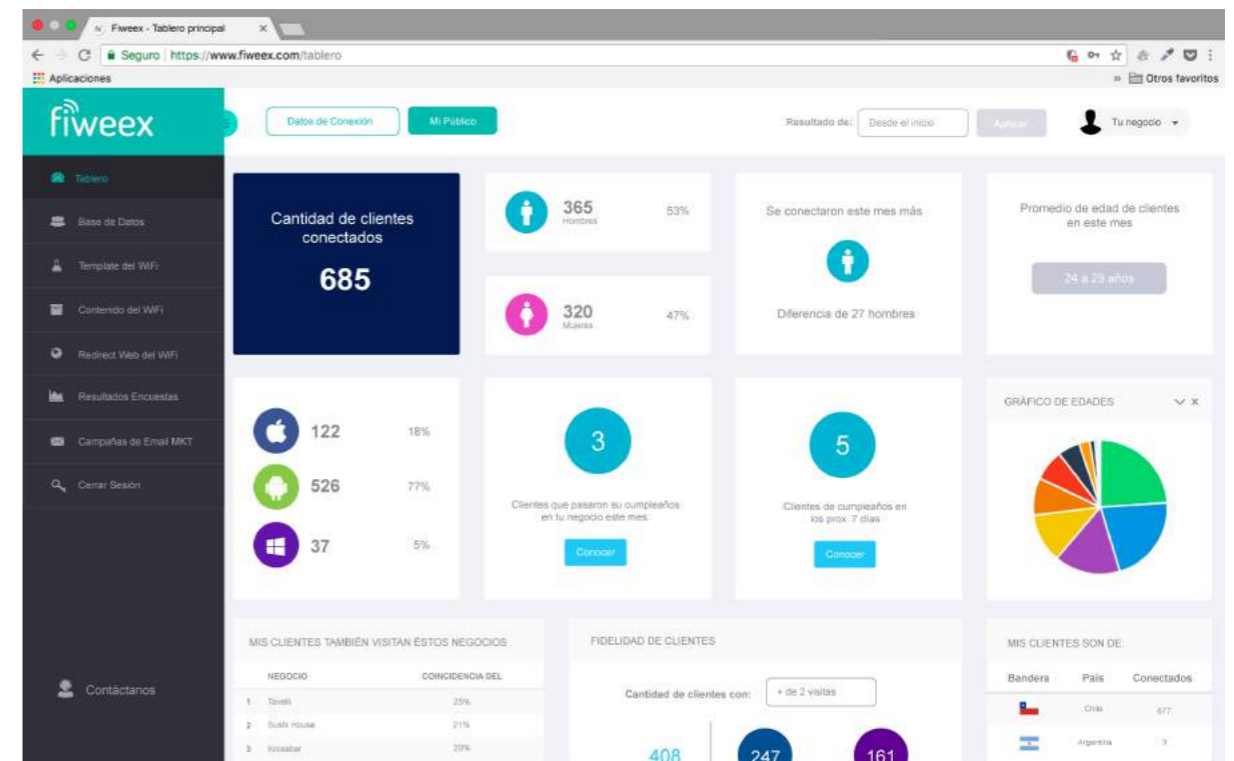 Fiweex - Tablero principal
Seguro | https://www.fiweex.com/tablero
Aplicaciones
» Otros favoritos
fiweex
Datos de Conexión
Mi Público
Resultado de:
Desde el inicio
Aplicar
Tu negocio
Tablero
Base de Datos
Template del WiFi
Contenido del WiFi
Redirect Web del WiFi
Resultados Encuestas
Campañas de Email MKT
Cerrar Sesión
Contáctanos
Cantidad de clientes
conectados
685
365 53%
Hombres
320 47%
Mujeres
Se conectaron este mes más
Diferencia de 27 hombres
Promedio de edad de clientes
en este mes
24 a 29 años
122 18%
526 77%
37 5%
3
Clientes que pasaron su cumpleaños
en tu negocio este mes.
Conocer
5
Clientes de cumpleaños en
los prox. 7 días
Conocer
GRÁFICO DE EDADES
MIS CLIENTES TAMBIÉN VISITAN ÉSTOS NEGOCIOS
NEGOCIO COINCIDENCIA DEL
1 Tavelli 25%
2 Sushi House 21%
3 Krossbar 20%
FIDELIDAD DE CLIENTES
Cantidad de clientes con:
+ de 2 visitas
408 247 161
MIS CLIENTES SON DE:
Bandera País Conectados
Chile 677
Argentina 3